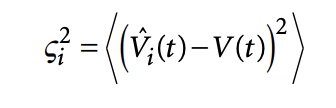 ς_i^2 = ⟨(V̂_i(t) − V(t))^2⟩